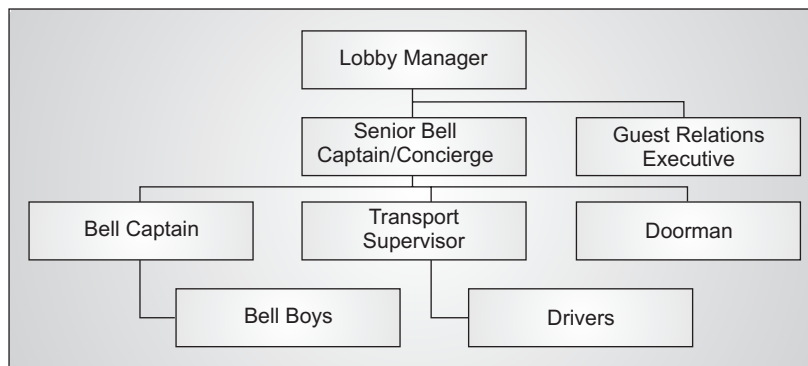 Lobby Manager
Senior Bell
Captain/Concierge
Guest Relations
Executive
Bell Captain
Transport
Supervisor
Doorman
Bell Boys
Drivers